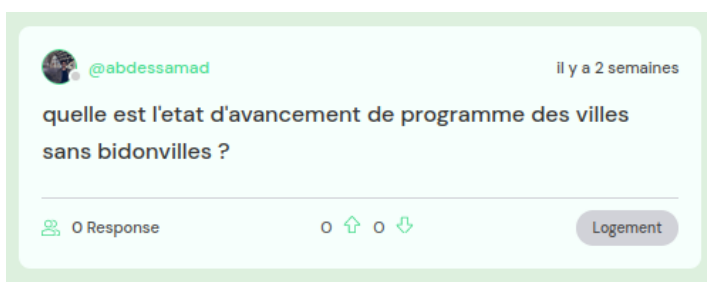 @abdessamad
il y a 2 semaines
quelle est l'etat d'avancement de programme des villes
sans bidonvilles ?
0 Response
0 0
Logement